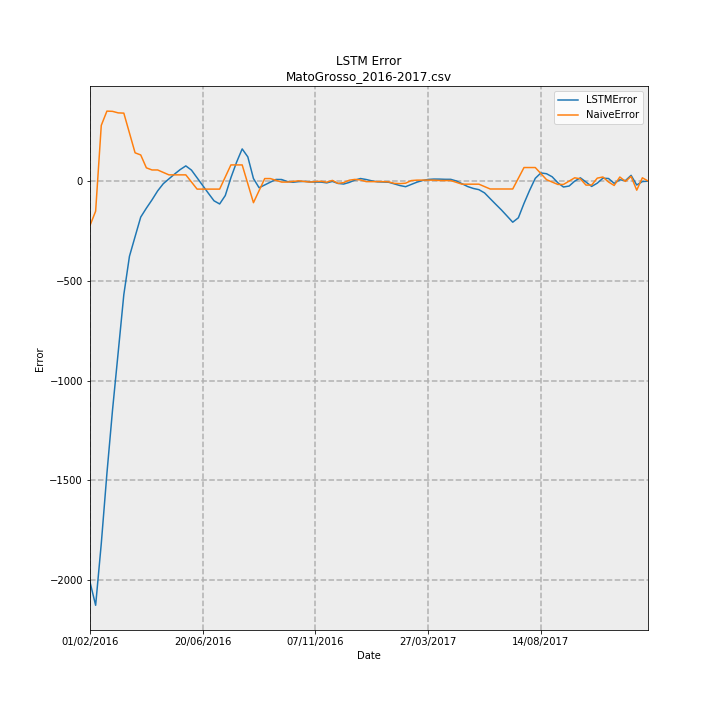 LSTM Error
MatoGrosso_2016-2017.csv
LSTMError
NaiveError
0
−500
−1000
−1500
−2000
Error
01/02/2016 20/06/2016 07/11/2016 27/03/2017 14/08/2017
Date